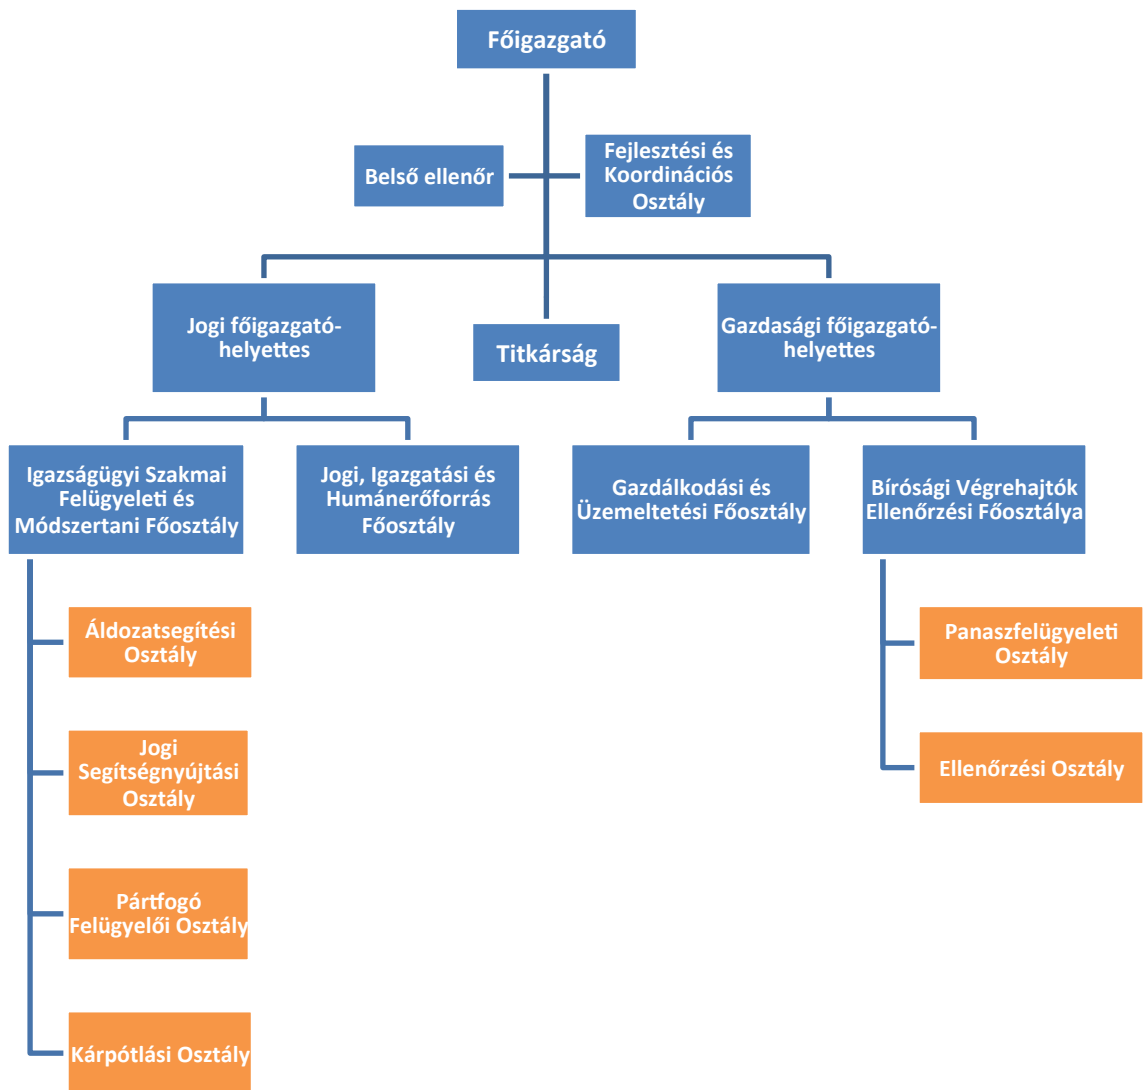 Főigazgató
Belső ellenőr
Fejlesztési és
Koordinációs
Osztály
Jogi főigazgató-
helyettes
Titkárság
Gazdasági főigazgató-
helyettes
Igazságügyi Szakmai
Felügyeleti és
Módszertani Főosztály
Jogi, Igazgatási és
Humánerőforrás
Főosztály
Gazdálkodási és
Üzemeltetési Főosztály
Bírósági Végrehajtók
Ellenőrzési Főosztálya
Áldozatsegítési
Osztály
Jogi
Segítségnyújtási
Osztály
Pártfogó
Felügyelői Osztály
Kárpótlási Osztály
Panaszfelügyeleti
Osztály
Ellenőrzési Osztály